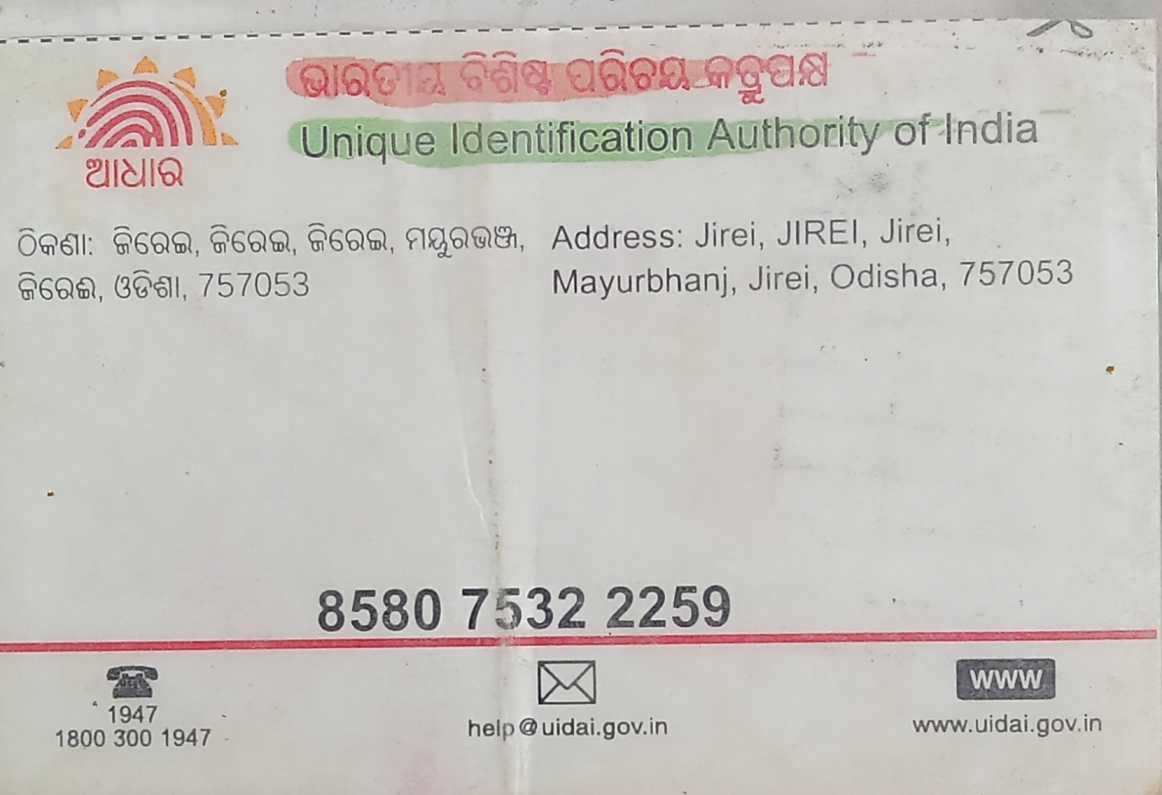 ଭାରତୀୟ ବିଶିଷ୍ଟ ପରିଚୟ କର୍ତ୍ତୃପକ୍ଷ
Unique Identification Authority of India
ଆଧାର
ଠିକଣା: ଜିରେଇ, ଜିରେଇ, ଜିରେଇ, ମୟୁରଭଞ୍ଜ,
ଜିରେଈ, ଓଡିଶା, 757053
Address: Jirei, JIREI, Jirei,
Mayurbhanj, Jirei, Odisha, 757053
8580 7532 2259
1947
1800 300 1947
help@uidai.gov.in
www
www.uidai.gov.in